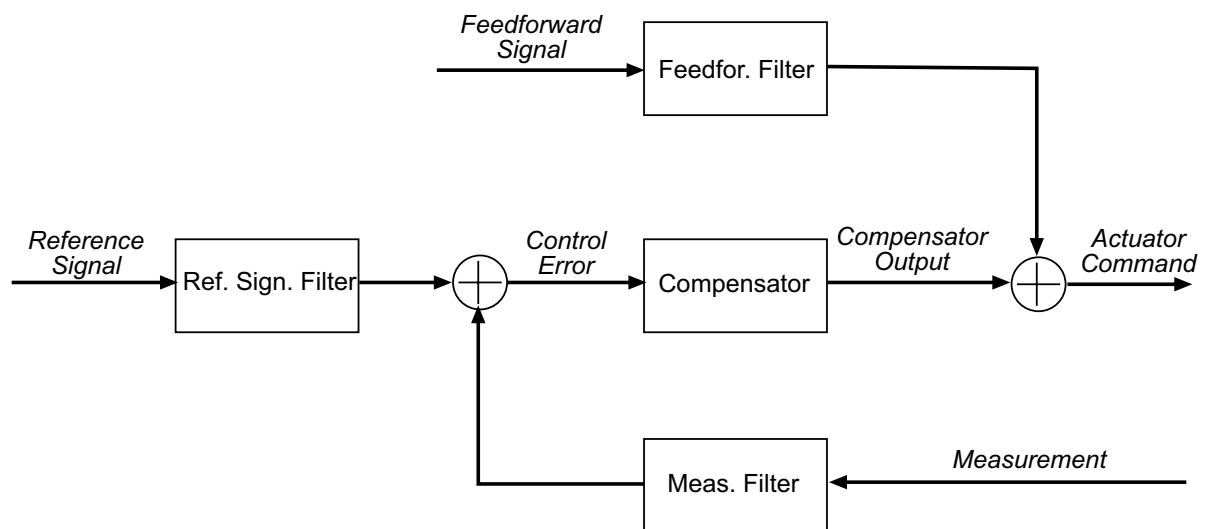 Feedforward
Signal
Feedfor. Filter
Reference
Signal
Ref. Sign. Filter
Control
Error
Compensator
Compensator
Output
Actuator
Command
Meas. Filter
Measurement